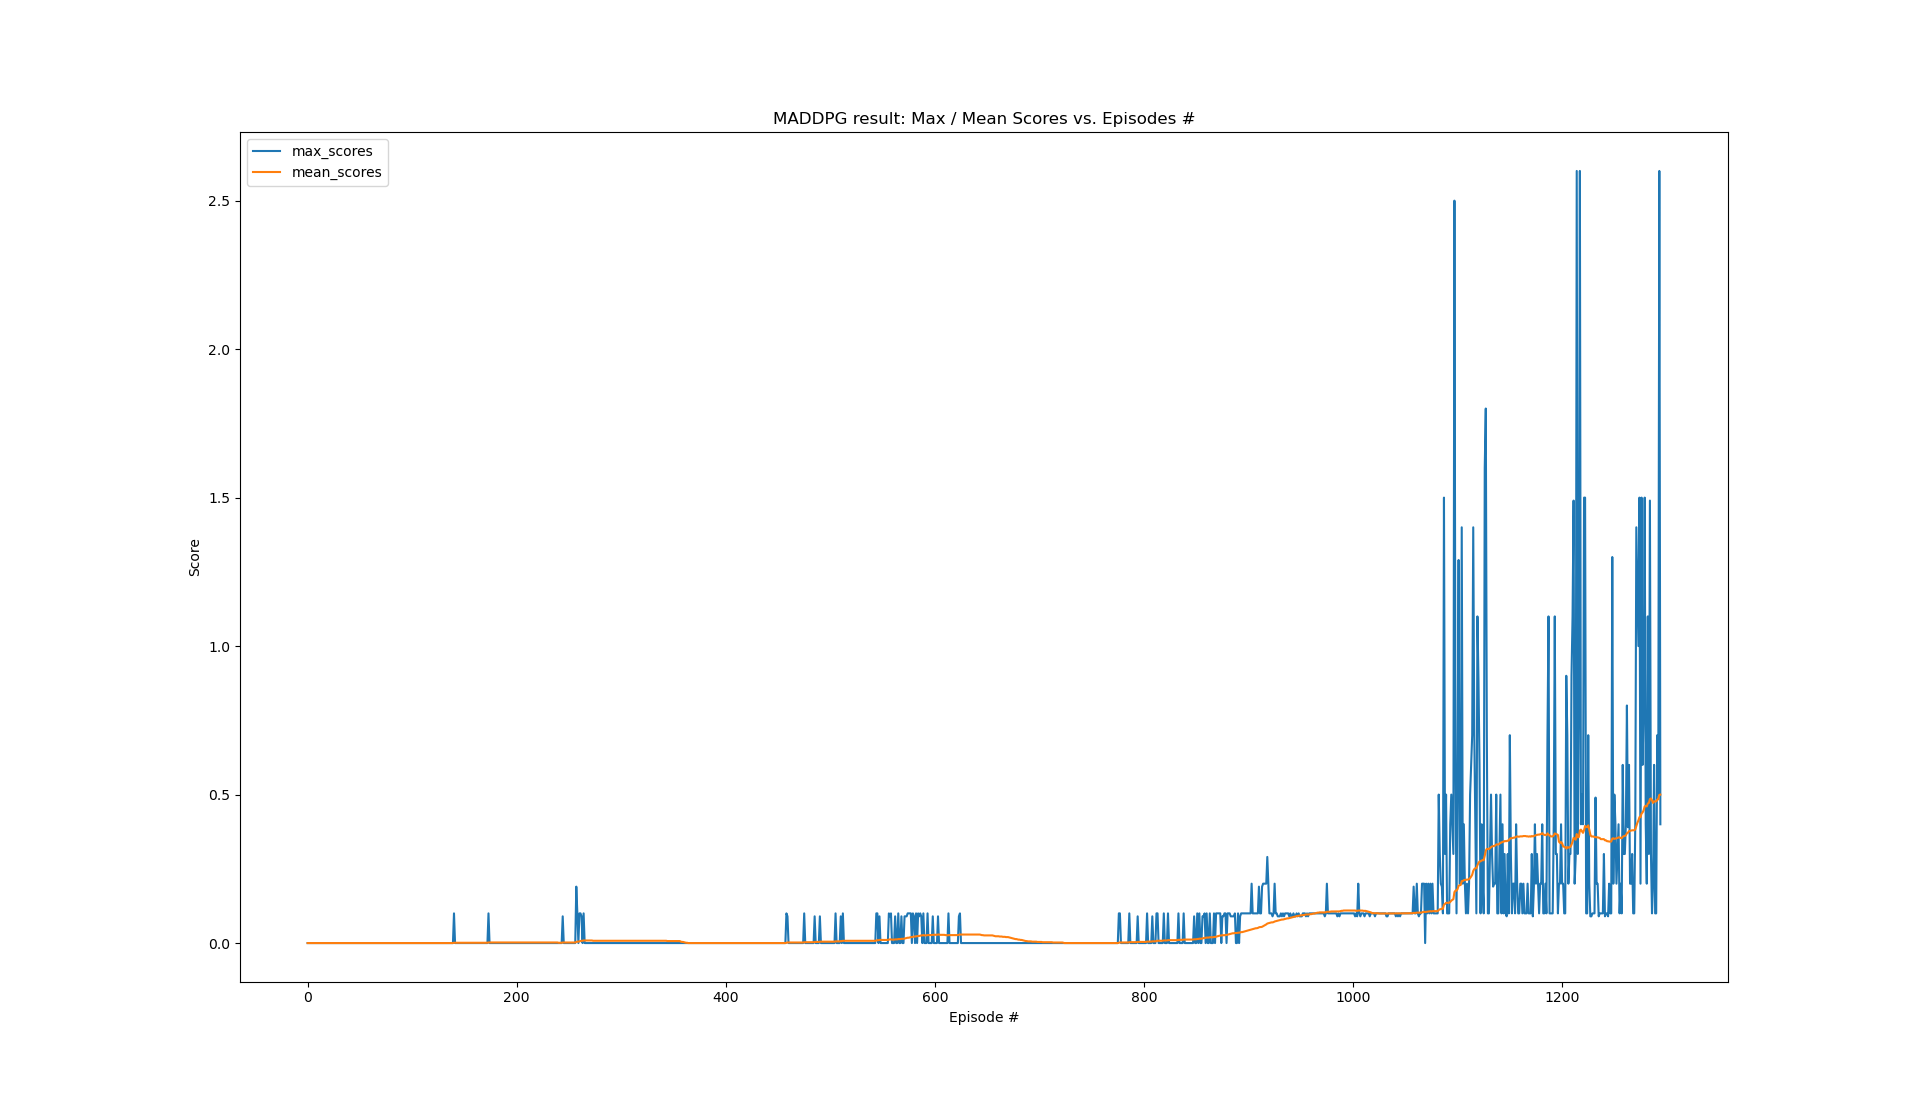 MADDPG result: Max / Mean Scores vs. Episodes #
max_scores
mean_scores
2.5
2.0
1.5
1.0
0.5
0.0
Score
0 200 400 600 800 1000 1200
Episode #